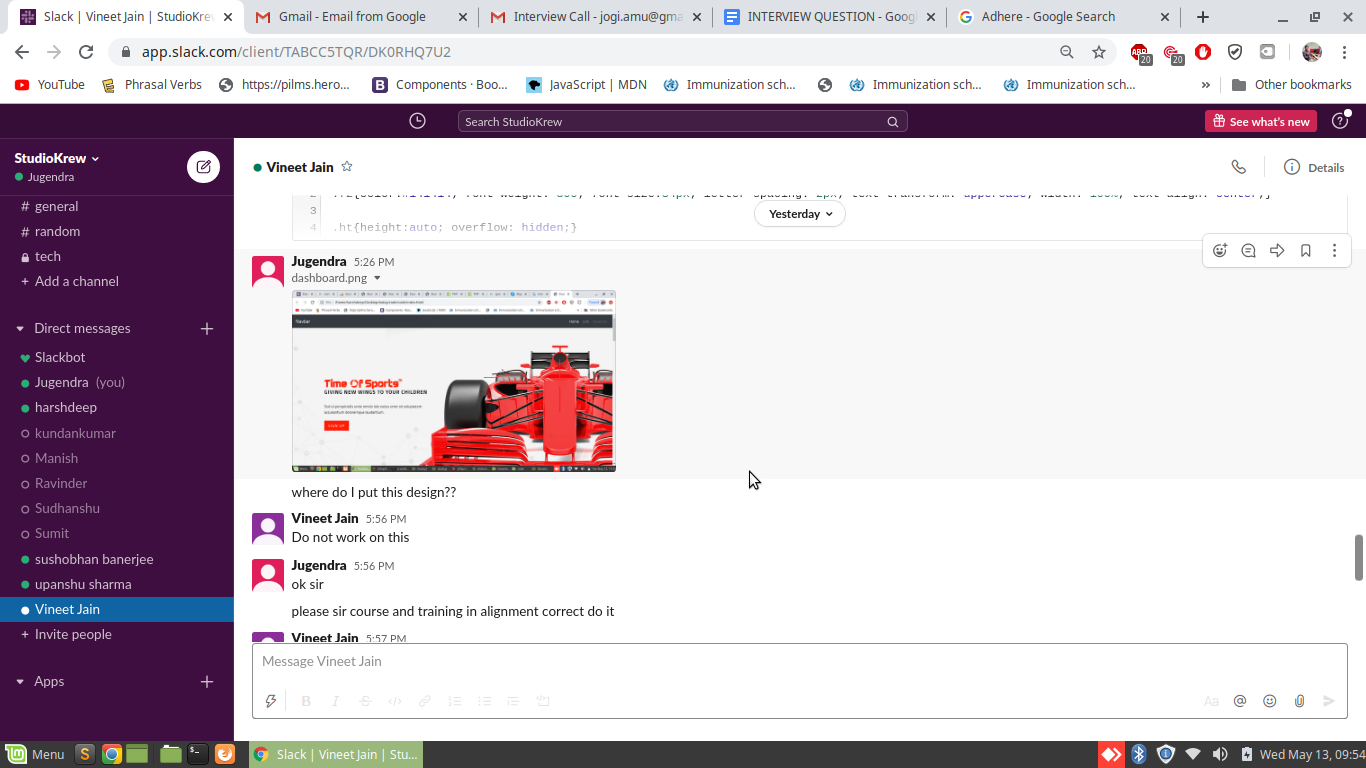 Slack | Vineet Jain | StudioKrew
Gmail - Email from Google
Interview Call - jogi.amu@gma
INTERVIEW QUESTION - Goog
Adhere - Google Search
app.slack.com/client/TABCC5TQR/DK0RHQ7U2
20
20
YouTube
Phrasal Verbs
https://pilms.hero...
Components · Boo...
JavaScript | MDN
Immunization sch...
Immunization sch...
Immunization sch...
»
Other bookmarks
Search StudioKrew
See what's new
StudioKrew
Jugendra
# general
# random
tech
+ Add a channel
Direct messages
Slackbot
Jugendra (you)
harshdeep
kundankumar
Manish
Ravinder
Sudhanshu
Sumit
sushobhan banerjee
upanshu sharma
Vineet Jain
+ Invite people
Apps
Vineet Jain
Details
Yesterday
3
4 .ht{height:auto; overflow: hidden;}
Jugendra 5:26 PM
dashboard.png
Time Of Sports
GIVING NEW WINGS TO YOUR CHILDREN
SIGN UP
where do I put this design??
Vineet Jain 5:56 PM
Do not work on this
Jugendra 5:56 PM
ok sir
please sir course and training in alignment correct do it
Vineet Jain 5:57 PM
Message Vineet Jain
B I S </>
Aa @
Menu
S
Slack | Vineet Jain | Stu...
Wed May 13, 09:54